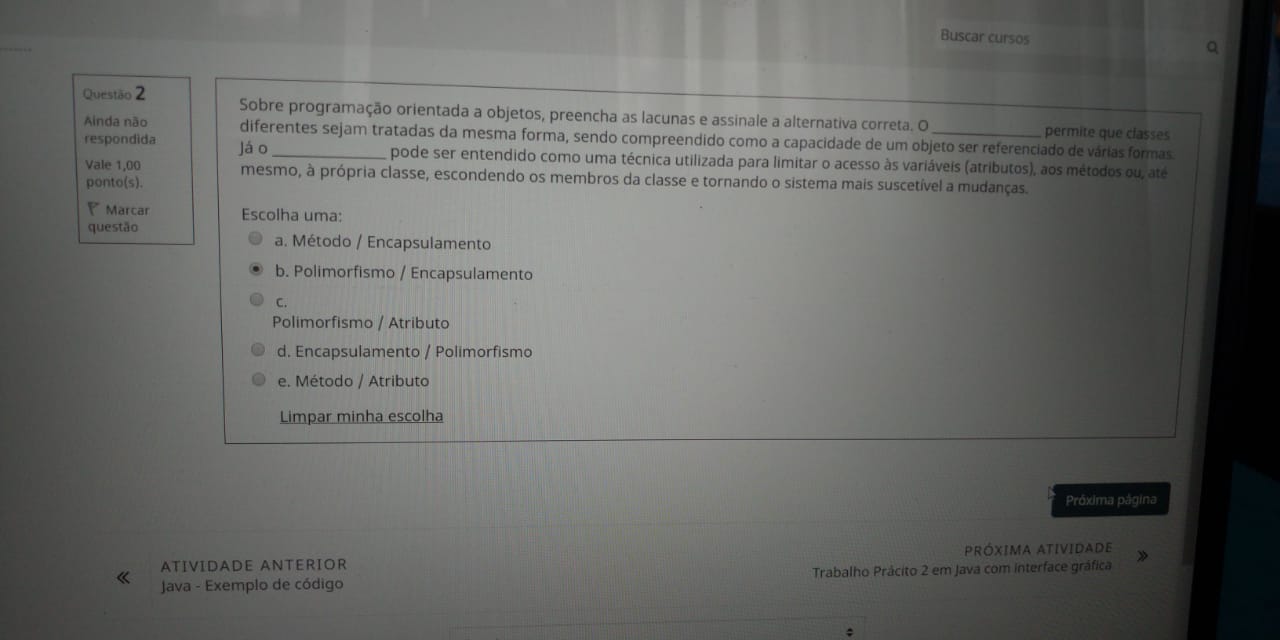 Buscar cursos
Questão 2
Ainda não
respondida
Vale 1,00
ponto(s).
Marcar
questão
Sobre programação orientada a objetos, preencha as lacunas e assinale a alternativa correta. O ____________ permite que classes
diferentes sejam tratadas da mesma forma, sendo compreendido como a capacidade de um objeto ser referenciado de várias formas.
Já o ____________ pode ser entendido como uma técnica utilizada para limitar o acesso às variáveis (atributos), aos métodos ou, até
mesmo, à própria classe, escondendo os membros da classe e tornando o sistema mais suscetível a mudanças.
Escolha uma:
a. Método / Encapsulamento
b. Polimorfismo / Encapsulamento
c.
Polimorfismo / Atributo
d. Encapsulamento / Polimorfismo
e. Método / Atributo
Limpar minha escolha
Próxima página
ATIVIDADE ANTERIOR
Java - Exemplo de código
PRÓXIMA ATIVIDADE
Trabalho Prácito 2 em Java com interface gráfica